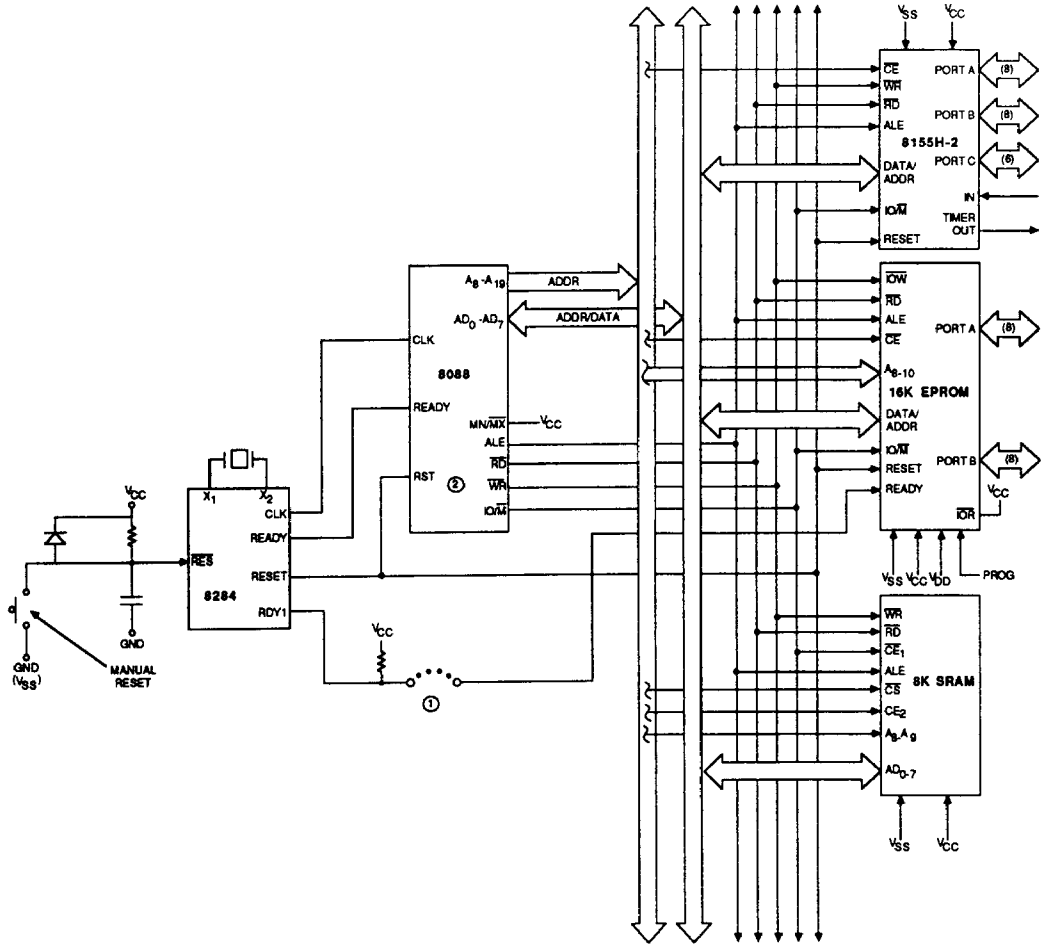 VSS
VCC
CE
WR
RD
ALE
8155H-2
DATA/
ADDR
IO/M
RESET
PORT A
(8)
PORT B
(8)
PORT C
(6)
IN
TIMER
OUT
A8-A19
ADDR
AD0-AD7
ADDR/DATA
CLK
8088
READY
MN/MX
VCC
ALE
RD
RST
②
WR
IO/M
IOW
RD
ALE
CE
A8-10
16K EPROM
DATA/
ADDR
IO/M
RESET
READY
PORT A
(8)
PORT B
(8)
VCC
IOR
VSS
VCC
VDD
PROG
X1
X2
VCC
CLK
READY
RES
RESET
8284
RDY1
GND
GND
(VSS)
MANUAL
RESET
VCC
①
WR
RD
CE1
ALE
8K SRAM
CS
CE2
A8-A9
AD0-7
VSS
VCC